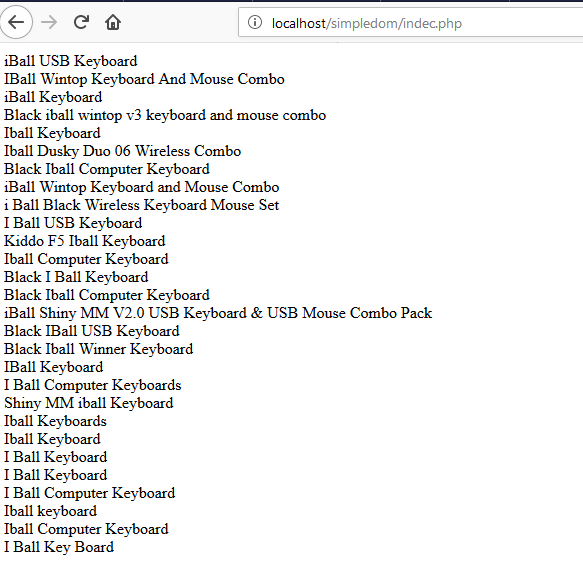 localhost/simpledom/indec.php
iBall USB Keyboard
IBall Wintop Keyboard And Mouse Combo
iBall Keyboard
Black iball wintop v3 keyboard and mouse combo
Iball Keyboard
Iball Dusky Duo 06 Wireless Combo
Black Iball Computer Keyboard
iBall Wintop Keyboard and Mouse Combo
i Ball Black Wireless Keyboard Mouse Set
I Ball USB Keyboard
Kiddo F5 Iball Keyboard
Iball Computer Keyboard
Black I Ball Keyboard
Black Iball Computer Keyboard
iBall Shiny MM V2.0 USB Keyboard & USB Mouse Combo Pack
Black IBall USB Keyboard
Black Iball Winner Keyboard
IBall Keyboard
I Ball Computer Keyboards
Shiny MM iball Keyboard
Iball Keyboards
Iball Keyboard
I Ball Keyboard
I Ball Keyboard
I Ball Computer Keyboard
Iball keyboard
Iball Computer Keyboard
I Ball Key Board